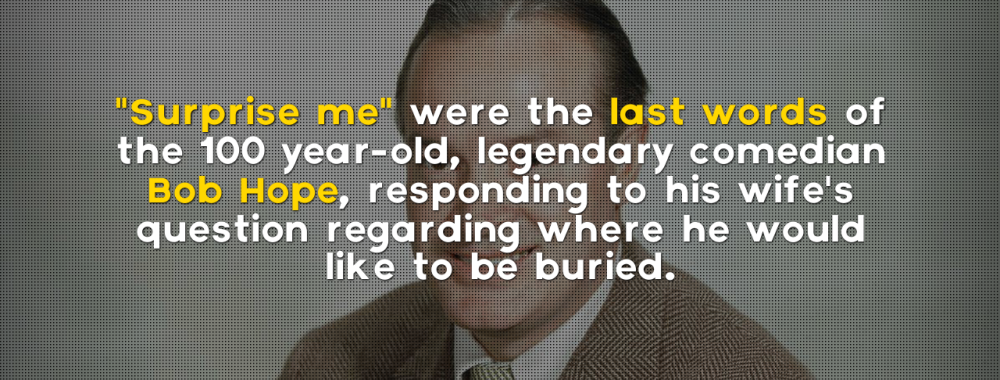 "Surprise me" were the last words of
the 100 year-old, legendary comedian
Bob Hope, responding to his wife's
question regarding where he would
like to be buried.